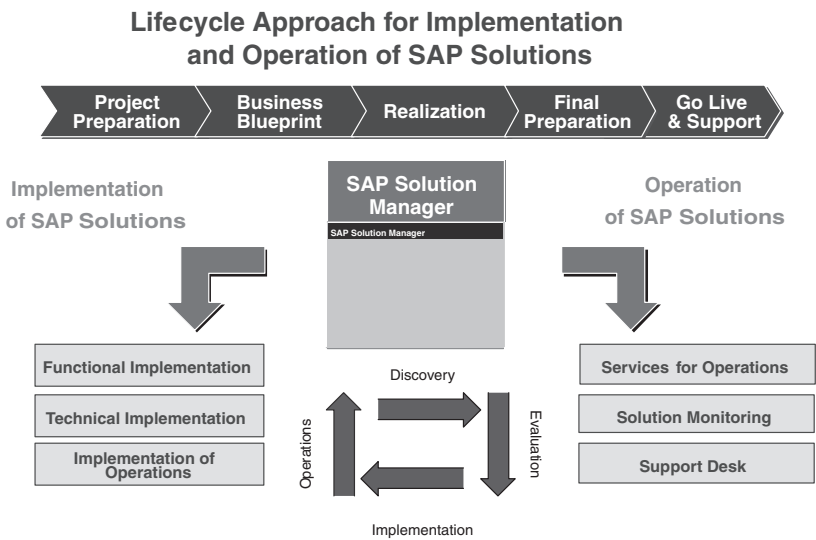 Lifecycle Approach for Implementation
and Operation of SAP Solutions
Project
Preparation
Business
Blueprint
Realization
Final
Preparation
Go Live
& Support
Implementation
of SAP Solutions
SAP Solution
Manager
SAP Solution Manager
Operation
of SAP Solutions
Functional Implementation
Technical Implementation
Implementation of
Operations
Discovery
Evaluation
Implementation
Operations
Services for Operations
Solution Monitoring
Support Desk